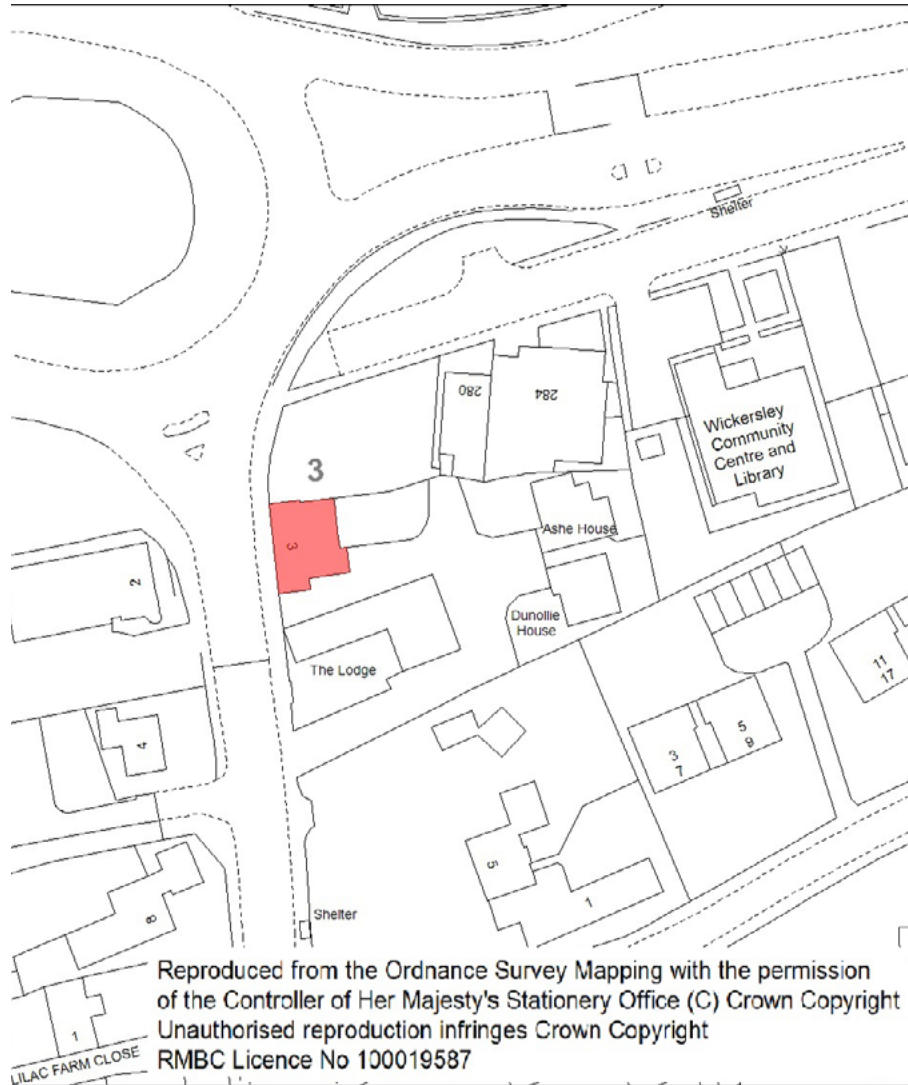 Shelter
280
284
Wickersley
Community
Centre and
Library
3
3
Ashe House
2
Dunollie
House
The Lodge
11
17
4
5
9
3
7
5
1
8
Shelter
1
LILAC FARM CLOSE
Reproduced from the Ordnance Survey Mapping with the permission
of the Controller of Her Majesty's Stationery Office (C) Crown Copyright
Unauthorised reproduction infringes Crown Copyright
RMBC Licence No 100019587